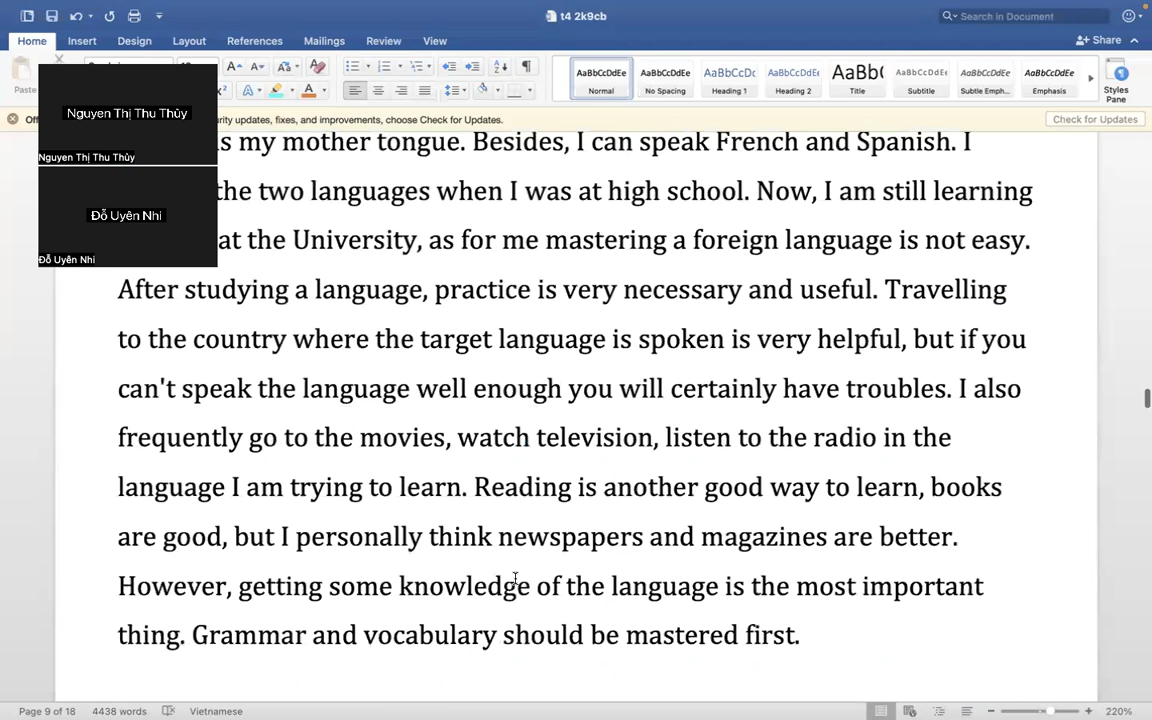 t4 2k9cb
Search in Document
Home Insert Design Layout References Mailings Review View
Share
Paste
AaBbCcDdEe AaBbCcDdEe AaBbCcDc AaBbCcDdEe AaBbC AaBbCcDdEe AaBbCcDdEe AaBbCcDdEe
Normal No Spacing Heading 1 Heading 2 Title Subtitle Subtle Emph... Emphasis
Styles
Pane
urity updates, fixes, and improvements, choose Check for Updates.
Check for Updates
Nguyen Thị Thu Thủy
Nguyen Thị Thu Thủy
Đỗ Uyên Nhi
Đỗ Uyên Nhi
is my mother tongue. Besides, I can speak French and Spanish. I
the two languages when I was at high school. Now, I am still learning
at the University, as for me mastering a foreign language is not easy.
After studying a language, practice is very necessary and useful. Travelling
to the country where the target language is spoken is very helpful, but if you
can't speak the language well enough you will certainly have troubles. I also
frequently go to the movies, watch television, listen to the radio in the
language I am trying to learn. Reading is another good way to learn, books
are good, but I personally think newspapers and magazines are better.
However, getting some knowledge of the language is the most important
thing. Grammar and vocabulary should be mastered first.
Page 9 of 18 4438 words Vietnamese
220%